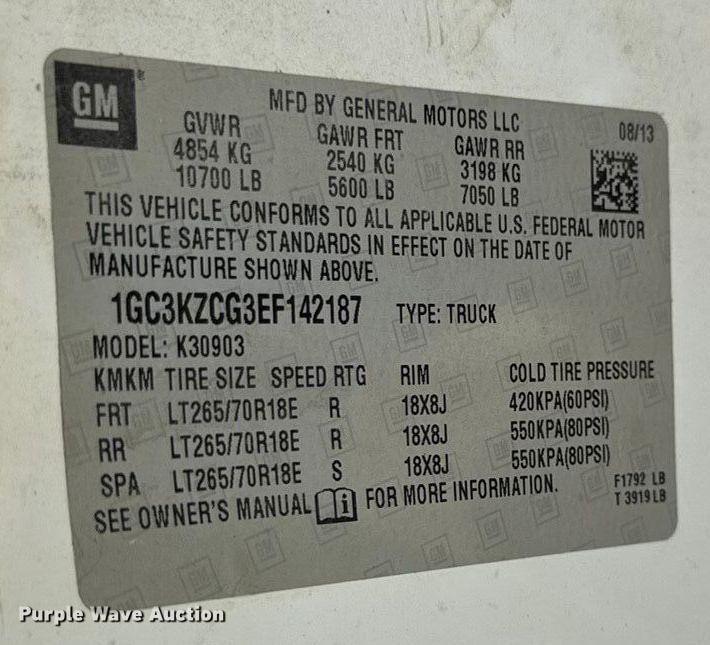 GM
MFD BY GENERAL MOTORS LLC
08/13
GVWR GAWR FRT GAWR RR
4854 KG 2540 KG 3198 KG
10700 LB 5600 LB 7050 LB
THIS VEHICLE CONFORMS TO ALL APPLICABLE U.S. FEDERAL MOTOR
VEHICLE SAFETY STANDARDS IN EFFECT ON THE DATE OF
MANUFACTURE SHOWN ABOVE.
1GC3KZCG3EF142187 TYPE: TRUCK
MODEL: K30903
KMKM TIRE SIZE SPEED RTG RIM COLD TIRE PRESSURE
FRT LT265/70R18E R 18X8J 420KPA(60PSI)
RR LT265/70R18E R 18X8J 550KPA(80PSI)
SPA LT265/70R18E S 18X8J 550KPA(80PSI)
SEE OWNER'S MANUAL i FOR MORE INFORMATION.
F1792 LB
T 3919 LB
Purple Wave Auction